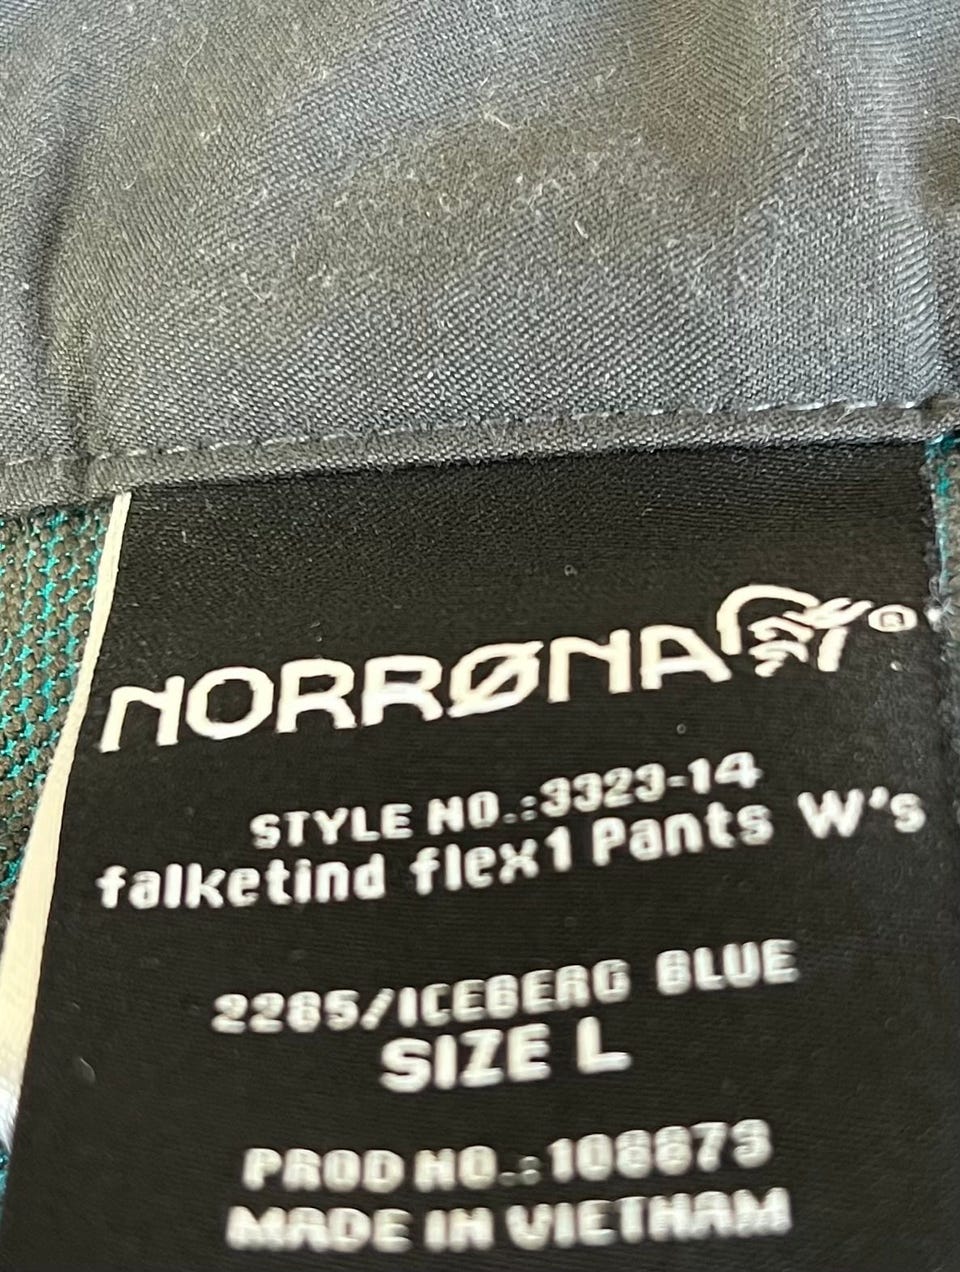 NORRØNA ®
STYLE NO.:3323-14
falketind flex1 Pants W's
2285/ICEBERG BLUE
SIZE L
PROD NO.:108873
MADE IN VIETNAM